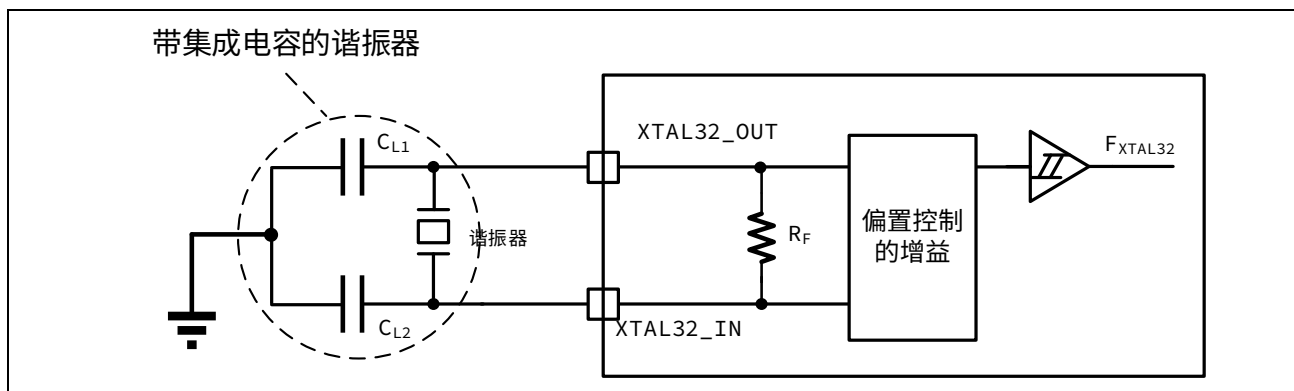 带集成电容的谐振器
CL1
XTAL32_OUT
FXTAL32
谐振器
RF
偏置控制
的增益
CL2
XTAL32_IN